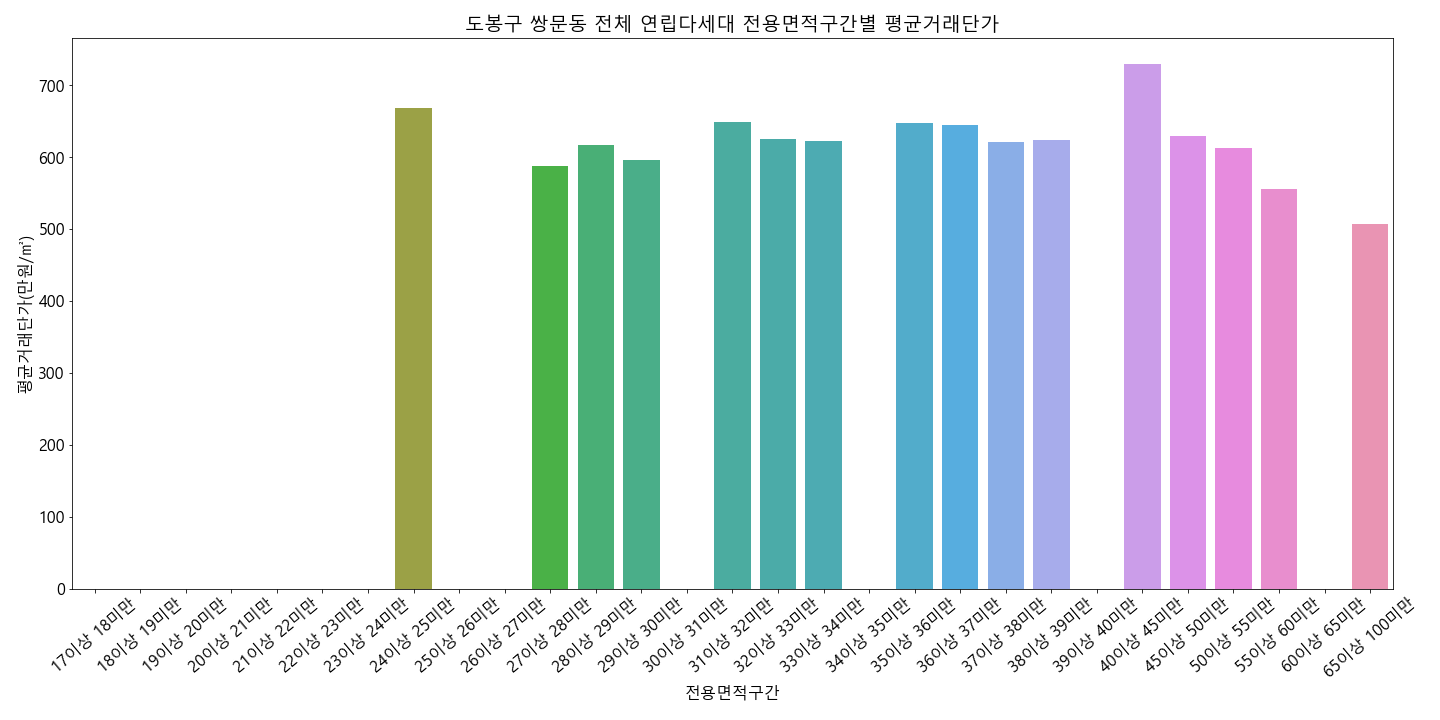 도봉구 쌍문동 전체 연립다세대 전용면적구간별 평균거래단가
평균거래단가(만원/㎡)
700
600
500
400
300
200
100
0
17이상 18미만
18이상 19미만
19이상 20미만
20이상 21미만
21이상 22미만
22이상 23미만
23이상 24미만
24이상 25미만
25이상 26미만
26이상 27미만
27이상 28미만
28이상 29미만
29이상 30미만
30이상 31미만
31이상 32미만
32이상 33미만
33이상 34미만
34이상 35미만
35이상 36미만
36이상 37미만
37이상 38미만
38이상 39미만
39이상 40미만
40이상 45미만
45이상 50미만
50이상 55미만
55이상 60미만
60이상 65미만
65이상 100미만
전용면적구간